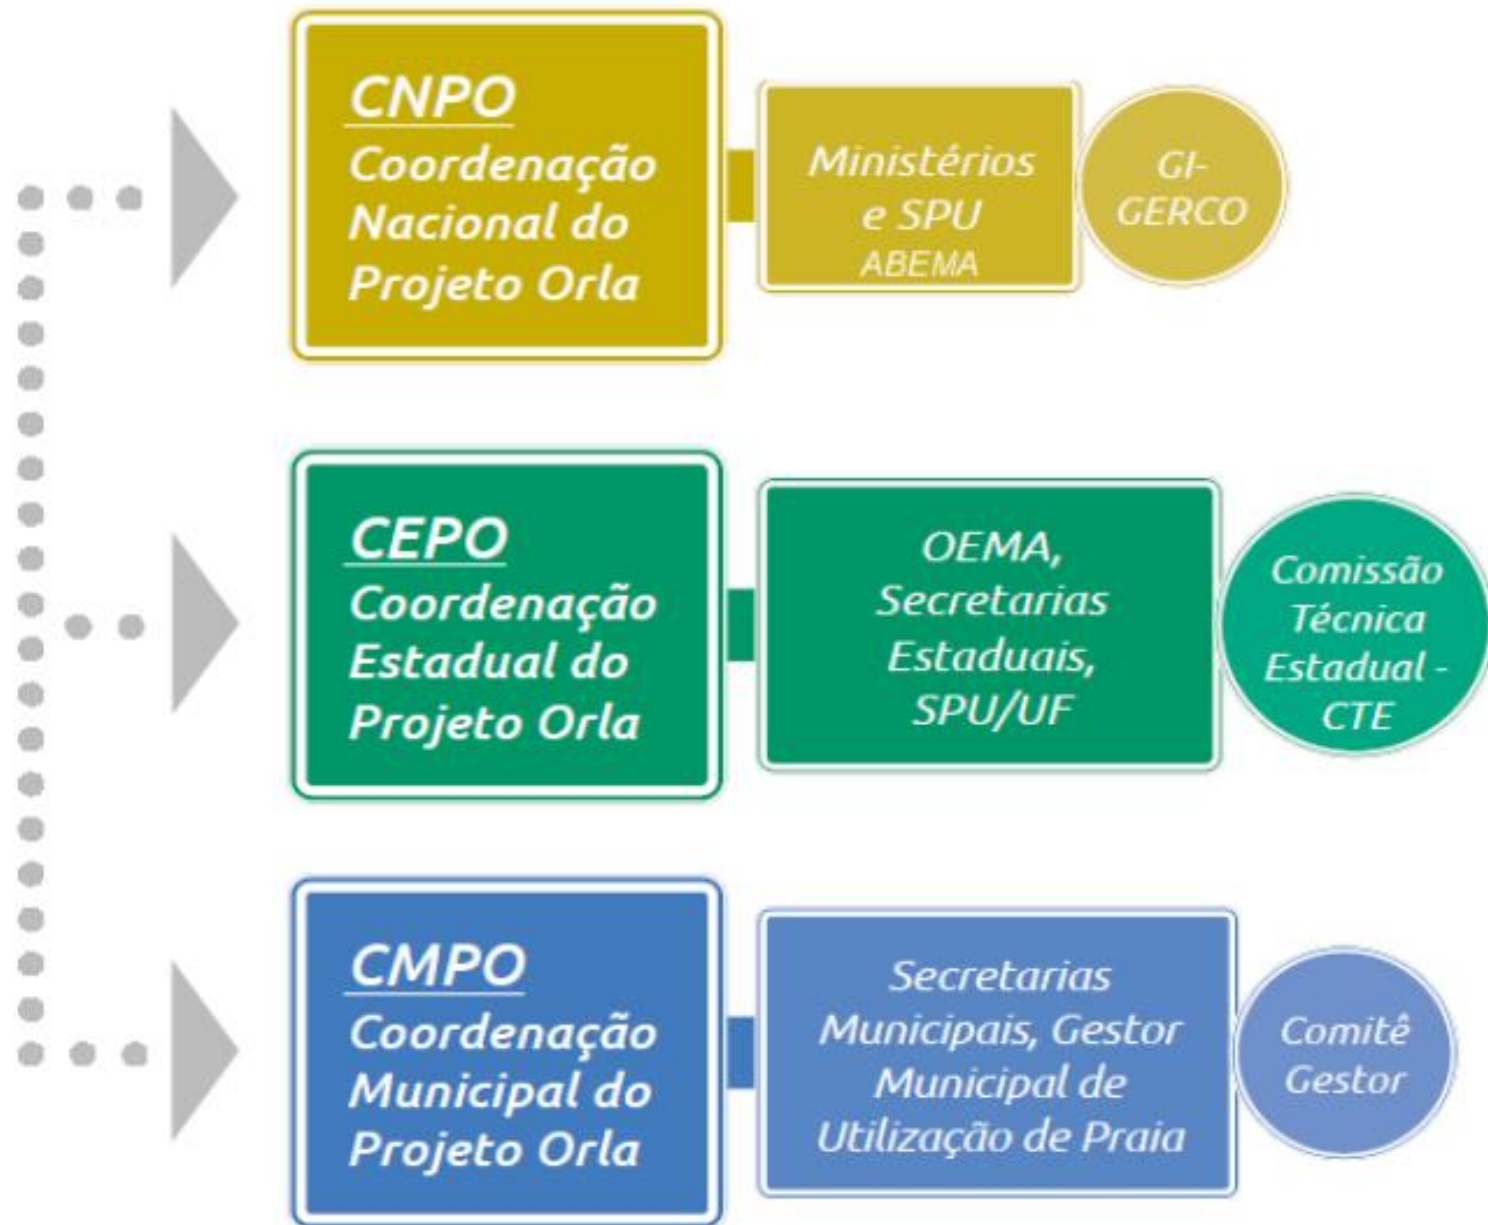 CNPO
Coordenação
Nacional do
Projeto Orla
Ministérios
e SPU
ABEMA
GI-
GERCO
CEPO
Coordenação
Estadual do
Projeto Orla
OEMA,
Secretarias
Estaduais,
SPU/UF
Comissão
Técnica
Estadual -
CTE
CMPO
Coordenação
Municipal do
Projeto Orla
Secretarias
Municipais, Gestor
Municipal de
Utilização de Praia
Comitê
Gestor